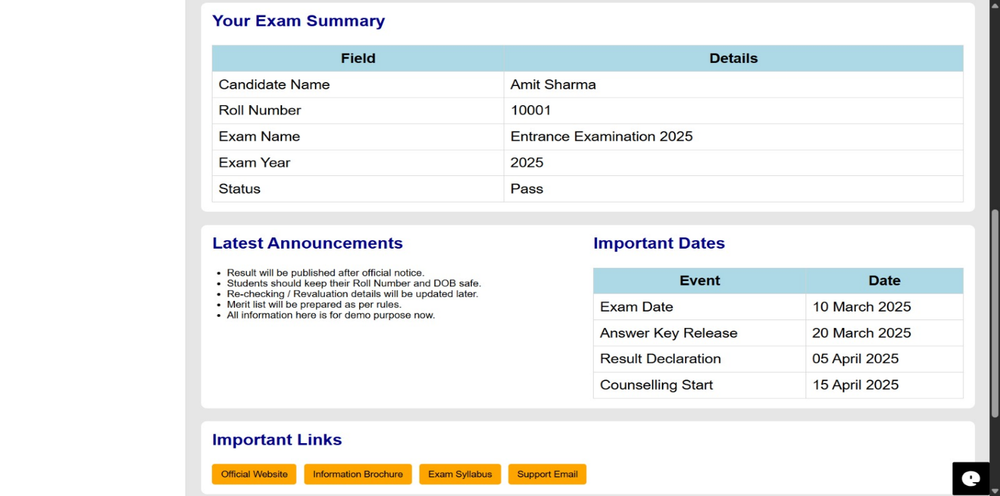 Your Exam Summary
Field Details
Candidate Name Amit Sharma
Roll Number 10001
Exam Name Entrance Examination 2025
Exam Year 2025
Status Pass
Latest Announcements
Result will be published after official notice.
Students should keep their Roll Number and DOB safe.
Re-checking / Revaluation details will be updated later.
Merit list will be prepared as per rules.
All information here is for demo purpose now.
Important Dates
Event Date
Exam Date 10 March 2025
Answer Key Release 20 March 2025
Result Declaration 05 April 2025
Counselling Start 15 April 2025
Important Links
Official Website Information Brochure Exam Syllabus Support Email